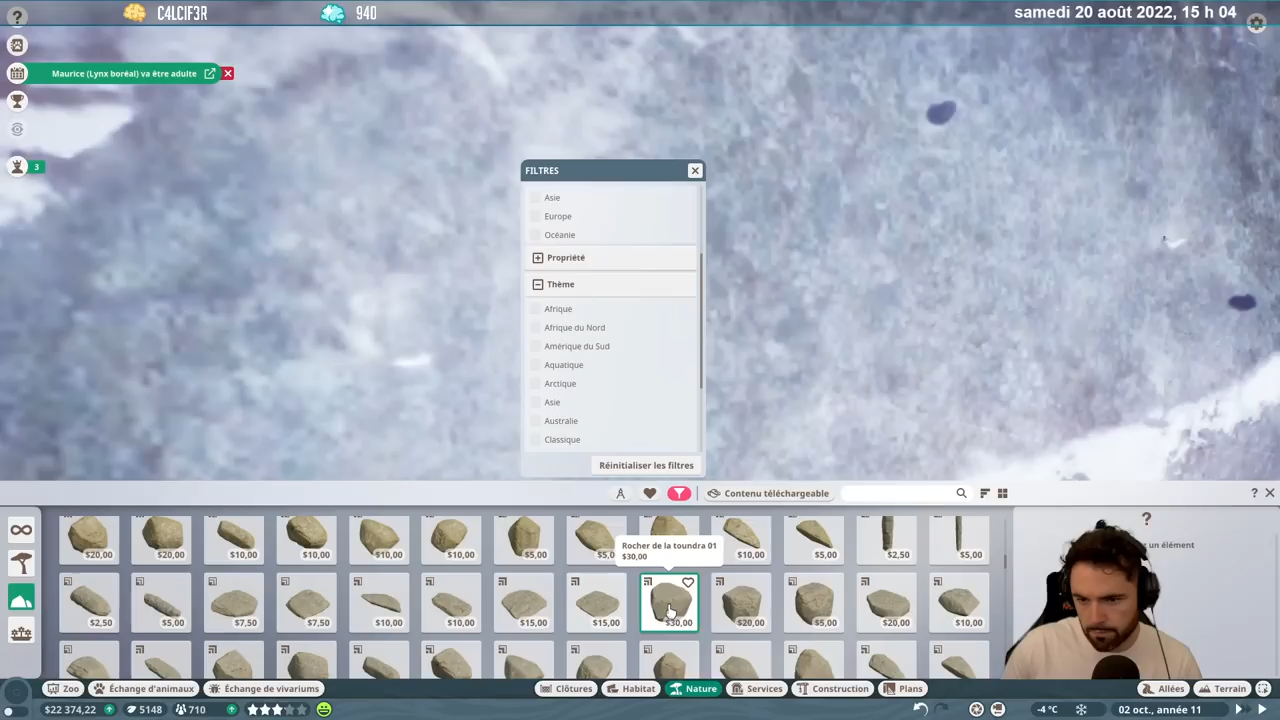 C4LCIF3R
940
samedi 20 août 2022, 15 h 04
Maurice (Lynx boréal) va être adulte
3
FILTRES
Asie
Europe
Océanie
Propriété
Thème
Afrique
Afrique du Nord
Amérique du Sud
Aquatique
Arctique
Asie
Australie
Classique
Réinitialiser les filtres
Contenu téléchargeable
un élément
Rocher de la toundra 01
$30,00
$20,00 $20,00 $10,00 $10,00 $10,00 $10,00 $5,00 $5,0 $10,00 $5,00 $2,50 $5,00
$2,50 $5,00 $7,50 $7,50 $10,00 $10,00 $15,00 $15,00 $30,00 $20,00 $5,00 $20,00 $10,00
Zoo Échange d'animaux Échange de vivariums Clôtures Habitat Nature Services Construction Plans Allées Terrain
$22 374,22 5148 710 -4 °C 02 oct., année 11